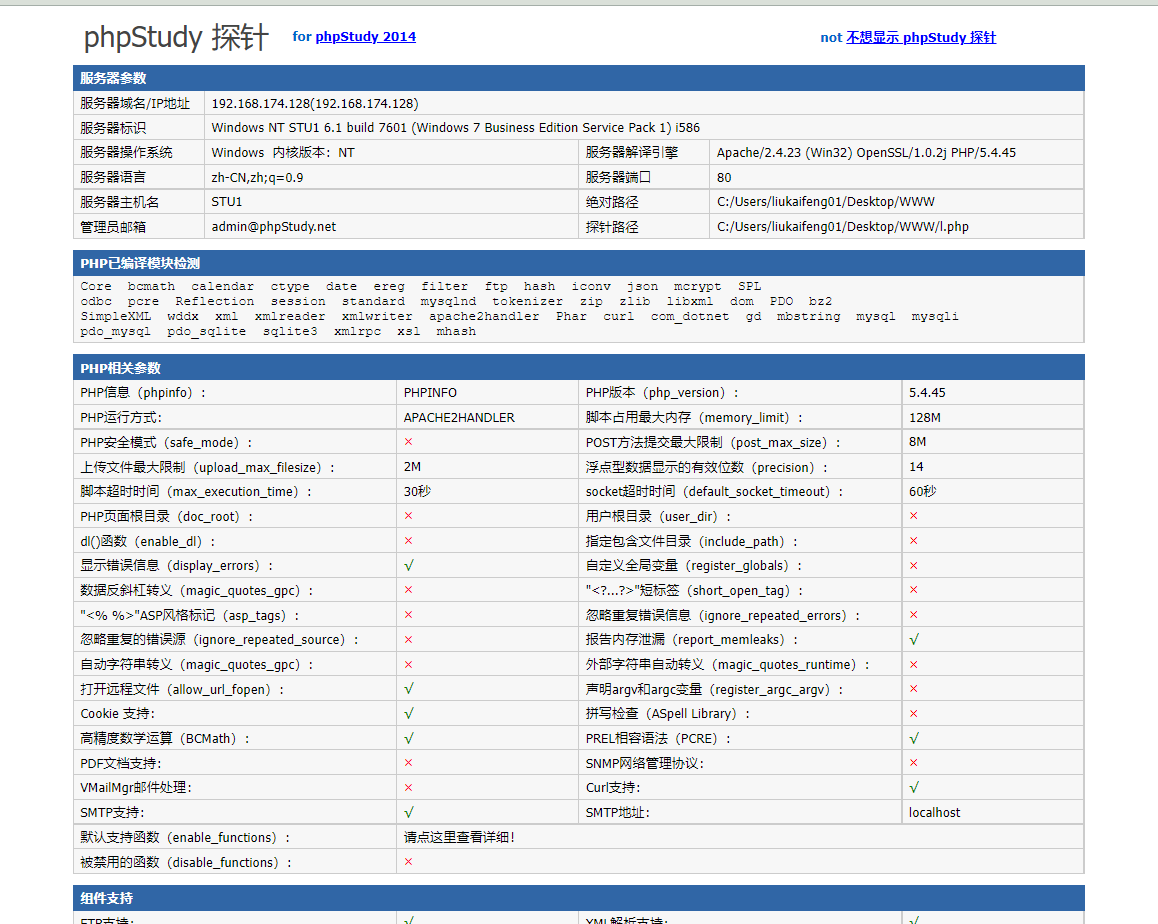 phpStudy 探针 for phpStudy 2014 not 不想显示 phpStudy 探针
服务器参数
服务器域名/IP地址 192.168.174.128(192.168.174.128)
服务器标识 Windows NT STU1 6.1 build 7601 (Windows 7 Business Edition Service Pack 1) i586
服务器操作系统 Windows 内核版本：NT 服务器解译引擎 Apache/2.4.23 (Win32) OpenSSL/1.0.2j PHP/5.4.45
服务器语言 zh-CN,zh;q=0.9 服务器端口 80
服务器主机名 STU1 绝对路径 C:/Users/liukaifeng01/Desktop/WWW
管理员邮箱 admin@phpStudy.net 探针路径 C:/Users/liukaifeng01/Desktop/WWW/l.php
PHP已编译模块检测
Core bcmath calendar ctype date ereg filter ftp hash iconv json mcrypt SPL
odbc pcre Reflection session standard mysqlnd tokenizer zip zlib libxml dom PDO bz2
SimpleXML wddx xml xmlreader xmlwriter apache2handler Phar curl com_dotnet gd mbstring mysql mysqli
pdo_mysql pdo_sqlite sqlite3 xmlrpc xsl mhash
PHP相关参数
PHP信息（phpinfo）： PHPINFO PHP版本（php_version）： 5.4.45
PHP运行方式： APACHE2HANDLER 脚本占用最大内存（memory_limit）： 128M
PHP安全模式（safe_mode）： × POST方法提交最大限制（post_max_size）： 8M
上传文件最大限制（upload_max_filesize）： 2M 浮点型数据显示的有效位数（precision）： 14
脚本超时时间（max_execution_time）： 30秒 socket超时时间（default_socket_timeout）： 60秒
PHP页面根目录（doc_root）： × 用户根目录（user_dir）： ×
dl()函数（enable_dl）： × 指定包含文件目录（include_path）： ×
显示错误信息（display_errors）： √ 自定义全局变量（register_globals）： ×
数据反斜杠转义（magic_quotes_gpc）： × "<?...?>"短标签（short_open_tag）： ×
"<% %>"ASP风格标记（asp_tags）： × 忽略重复错误信息（ignore_repeated_errors）： ×
忽略重复的错误源（ignore_repeated_source）： × 报告内存泄漏（report_memleaks）： √
自动字符串转义（magic_quotes_gpc）： × 外部字符串自动转义（magic_quotes_runtime）： ×
打开远程文件（allow_url_fopen）： √ 声明argv和argc变量（register_argc_argv）： ×
Cookie 支持： √ 拼写检查（ASpell Library）： ×
高精度数学运算（BCMath）： √ PREL相容语法（PCRE）： √
PDF文档支持： × SNMP网络管理协议： ×
VMailMgr邮件处理： × Curl支持： √
SMTP支持： √ SMTP地址： localhost
默认支持函数（enable_functions）： 请点这里查看详细！
被禁用的函数（disable_functions）： ×
组件支持
FTP支持： √ XML解析支持： √